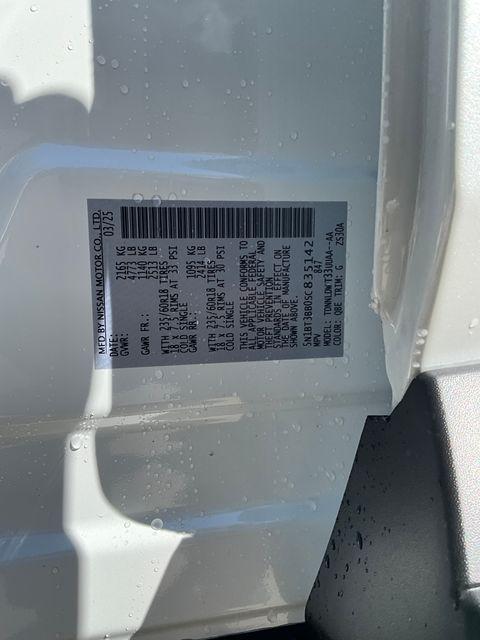 MFD BY NISSAN MOTOR CO., LTD.
DATE: 03/25
GVWR: 2165 KG
4773 LB
GAWR FR.: 1140 KG
2513 LB
WITH 235/60R18 TIRES
18 X 7.5 RIMS AT 33 PSI
COLD SINGLE
GAWR RR.: 1095 KG
2414 LB
WITH 235/60R18 TIRES
18 X 7.5 RIMS AT 30 PSI
COLD SINGLE
THIS VEHICLE CONFORMS TO
ALL APPLICABLE FEDERAL
MOTOR VEHICLE SAFETY AND
THEFT PREVENTION
STANDARDS IN EFFECT ON
THE DATE OF MANUFACTURE
SHOWN ABOVE.
5N1BT3BB0SC835142
MPV 847
MODEL:
COLOR: QBE TRIM: G 2530A